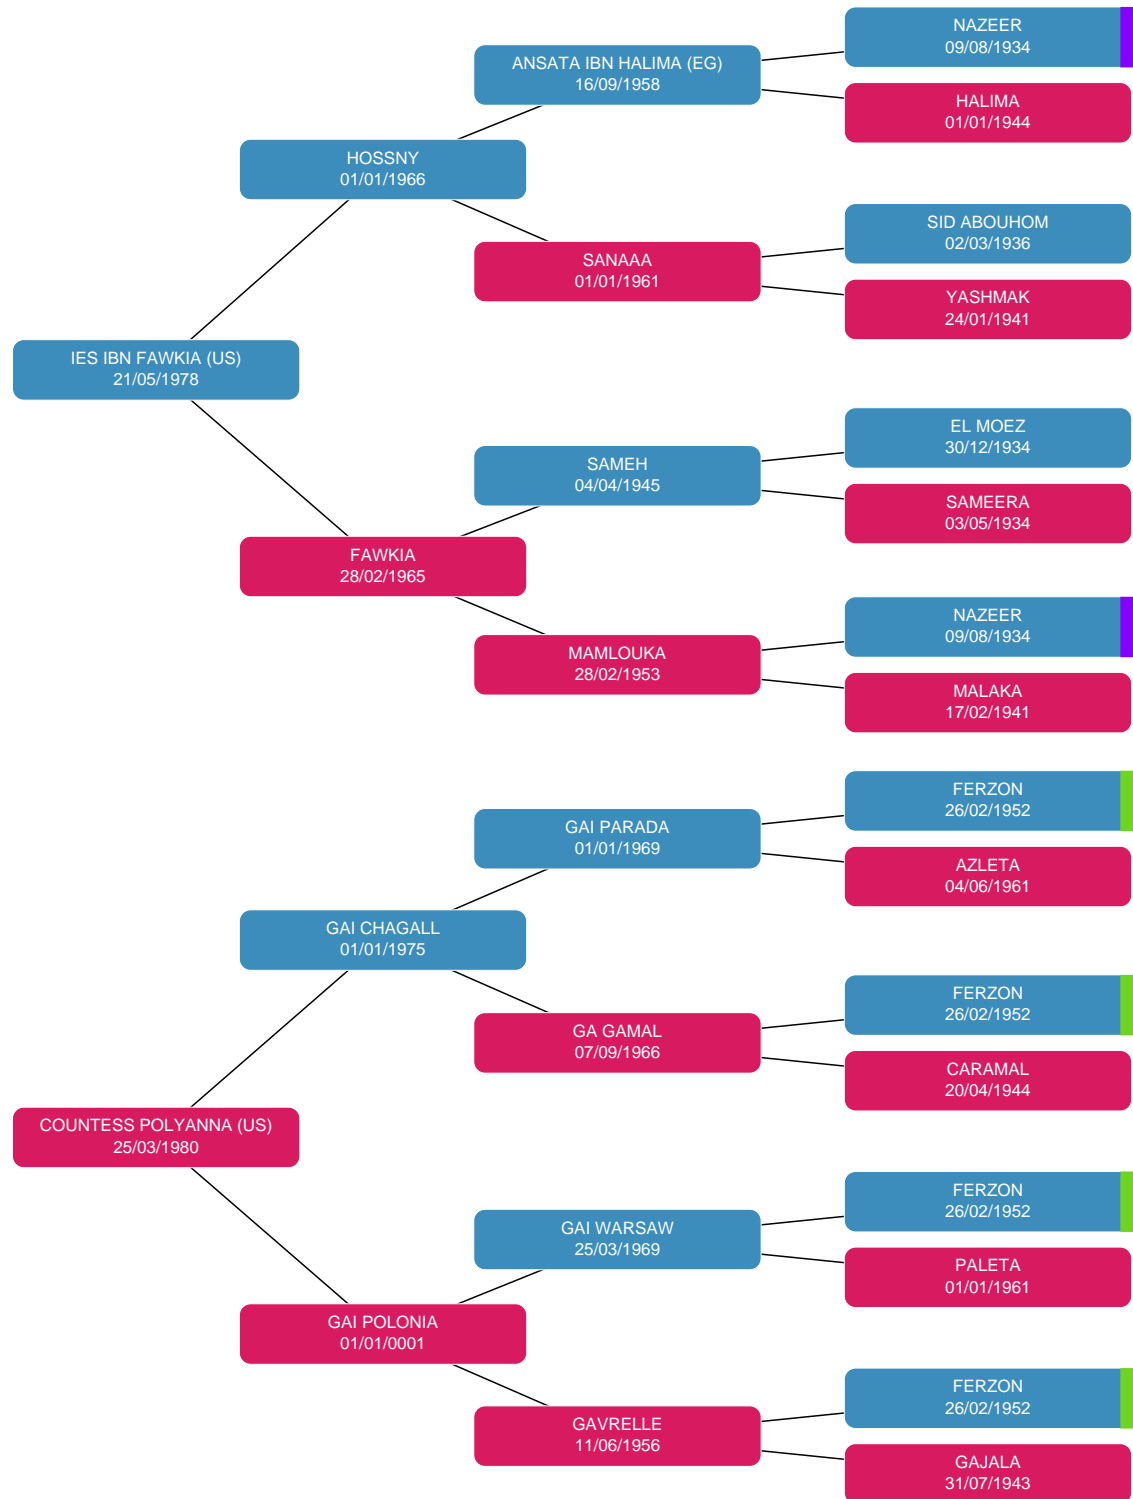 NAZEER
09/08/1934
ANSATA IBN HALIMA (EG)
16/09/1958
HALIMA
01/01/1944
HOSSNY
01/01/1966
SID ABOUHOM
02/03/1936
SANAAA
01/01/1961
YASHMAK
24/01/1941
IES IBN FAWKIA (US)
21/05/1978
EL MOEZ
30/12/1934
SAMEH
04/04/1945
SAMEERA
03/05/1934
FAWKIA
28/02/1965
NAZEER
09/08/1934
MAMLOUKA
28/02/1953
MALAKA
17/02/1941
FERZON
26/02/1952
GAI PARADA
01/01/1969
AZLETA
04/06/1961
GAI CHAGALL
01/01/1975
FERZON
26/02/1952
GA GAMAL
07/09/1966
CARAMAL
20/04/1944
COUNTESS POLYANNA (US)
25/03/1980
FERZON
26/02/1952
GAI WARSAW
25/03/1969
PALETA
01/01/1961
GAI POLONIA
01/01/0001
FERZON
26/02/1952
GAVRELLE
11/06/1956
GAJALA
31/07/1943